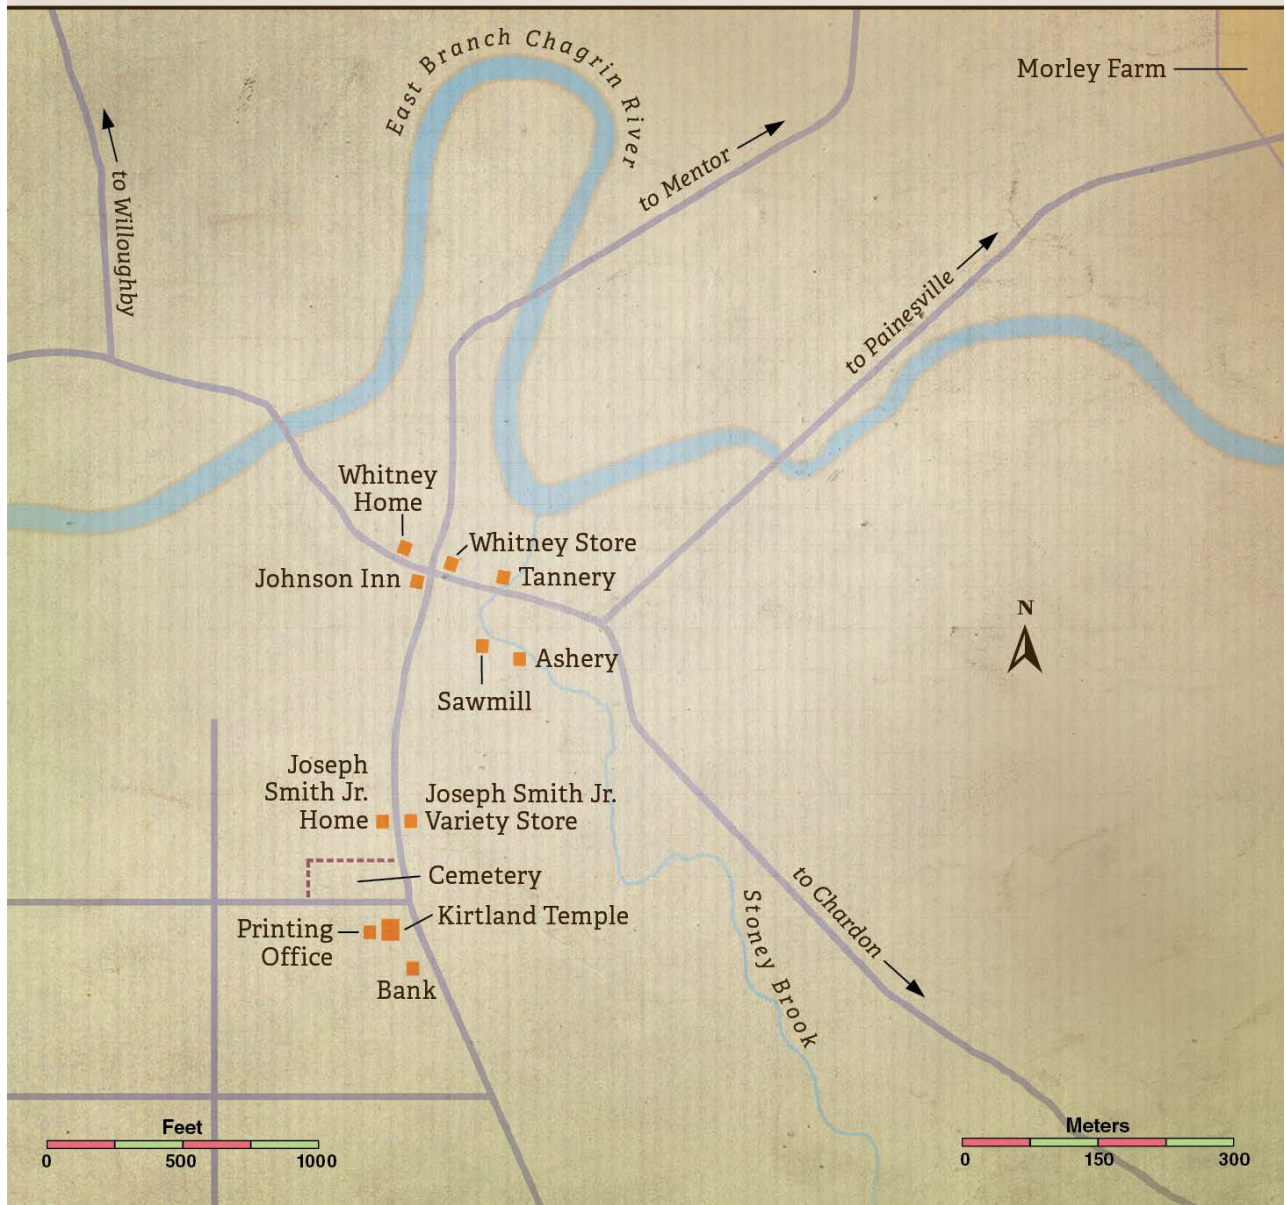 East Branch Chagrin River
Morley Farm
to Mentor
to Willoughby
to Painesville
Whitney
Home
Whitney Store
Johnson Inn
Tannery
N
Ashery
Sawmill
Joseph
Smith Jr.
Home
Joseph Smith Jr.
Variety Store
Cemetery
to Chardon
Stoney Brook
Kirtland Temple
Printing
Office
Bank
Feet
0 500 1000
Meters
0 150 300